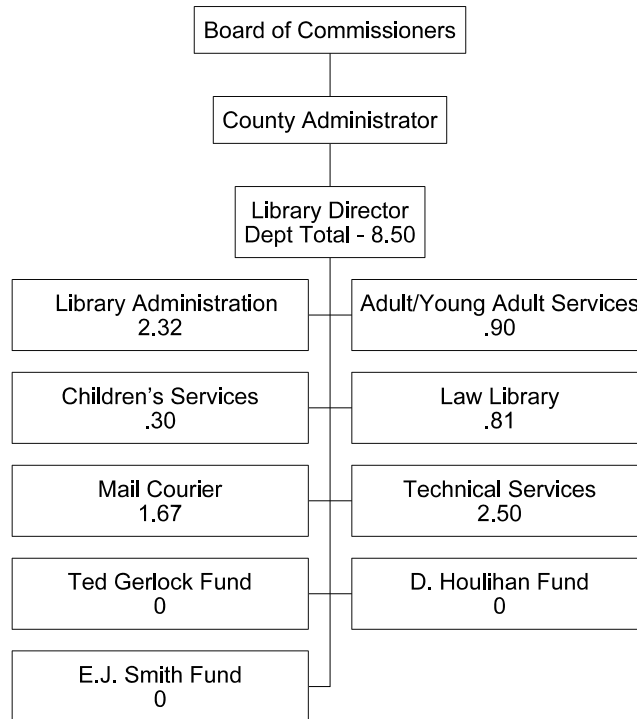 Board of Commissioners
County Administrator
Library Director
Dept Total - 8.50
Library Administration
2.32
Adult/Young Adult Services
.90
Children's Services
.30
Law Library
.81
Mail Courier
1.67
Technical Services
2.50
Ted Gerlock Fund
0
D. Houlihan Fund
0
E.J. Smith Fund
0